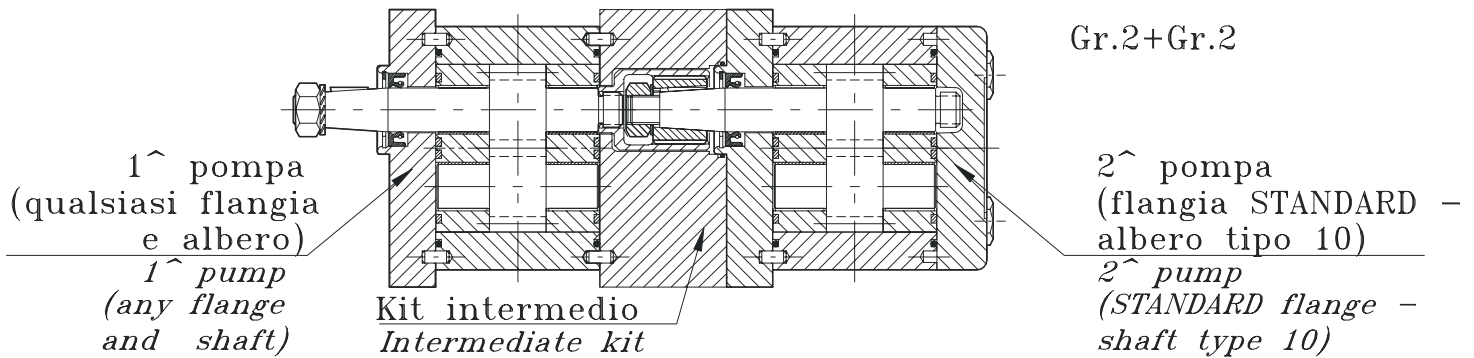 Gr.2+Gr.2
1^ pompa
(qualsiasi flangia
e albero)
1^ pump
(any flange
and shaft)
Kit intermedio
Intermediate kit
2^ pompa
(flangia STANDARD -
albero tipo 10)
2^ pump
(STANDARD flange -
shaft type 10)